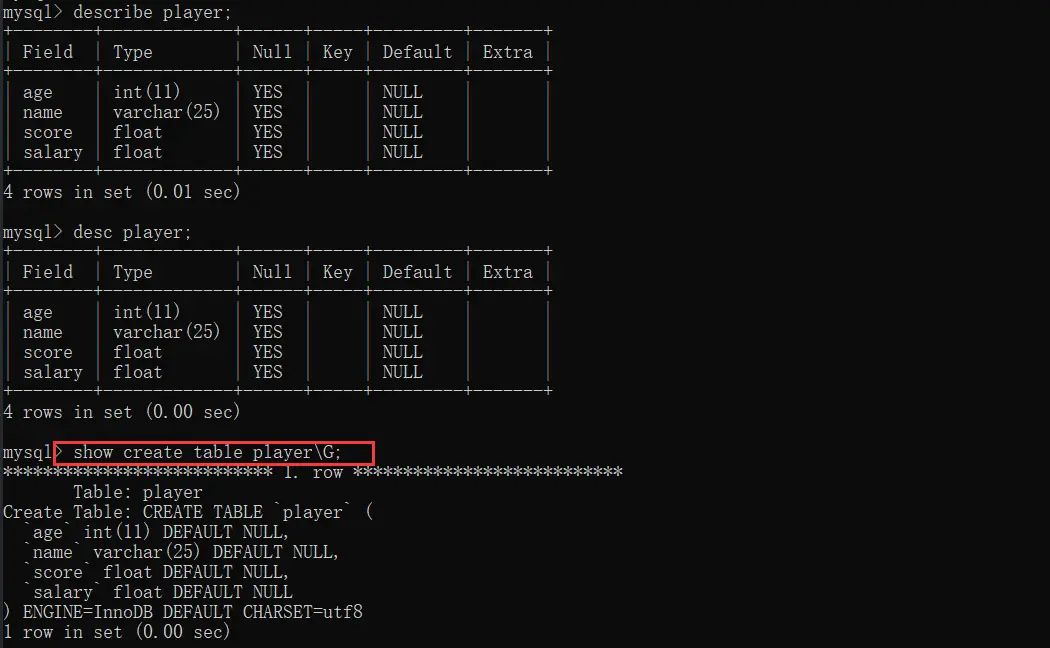 mysql> describe player;
+--------+-------------+------+-----+---------+-------+
| Field  | Type        | Null | Key | Default | Extra |
+--------+-------------+------+-----+---------+-------+
| age    | int(11)     | YES  |     | NULL    |       |
| name   | varchar(25) | YES  |     | NULL    |       |
| score  | float       | YES  |     | NULL    |       |
| salary | float       | YES  |     | NULL    |       |
+--------+-------------+------+-----+---------+-------+
4 rows in set (0.01 sec)
mysql> desc player;
+--------+-------------+------+-----+---------+-------+
| Field  | Type        | Null | Key | Default | Extra |
+--------+-------------+------+-----+---------+-------+
| age    | int(11)     | YES  |     | NULL    |       |
| name   | varchar(25) | YES  |     | NULL    |       |
| score  | float       | YES  |     | NULL    |       |
| salary | float       | YES  |     | NULL    |       |
+--------+-------------+------+-----+---------+-------+
4 rows in set (0.00 sec)
mysql> show create table player\G;
*************************** 1. row ***************************
       Table: player
Create Table: CREATE TABLE `player` (
  `age` int(11) DEFAULT NULL,
  `name` varchar(25) DEFAULT NULL,
  `score` float DEFAULT NULL,
  `salary` float DEFAULT NULL
) ENGINE=InnoDB DEFAULT CHARSET=utf8
1 row in set (0.00 sec)